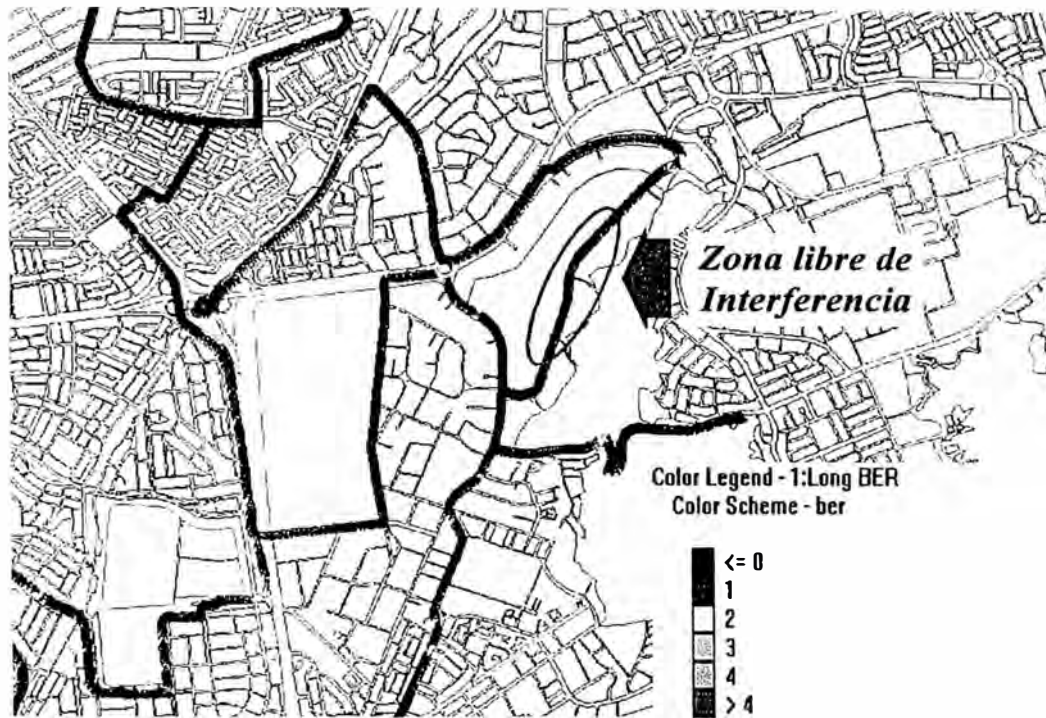 Zona libre de
Interferencia
Color Legend - 1:Long BER
Color Scheme - ber
<= 0
1
2
3
4
> 4